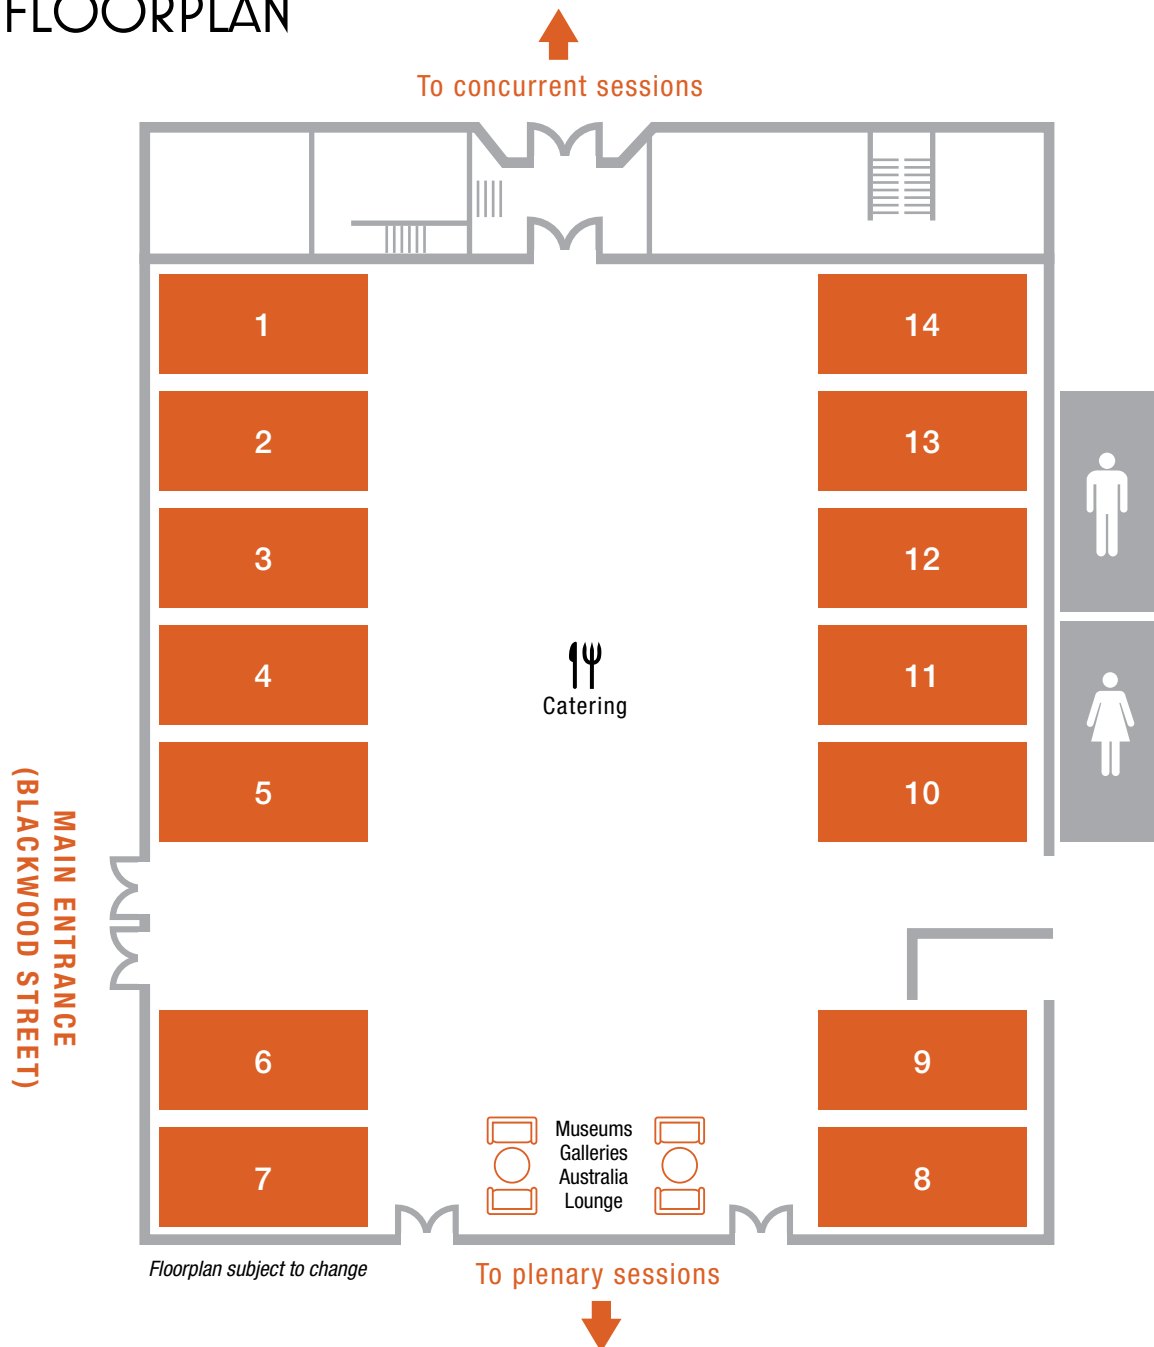 FLOORPLAN
To concurrent sessions
1
14
2
13
3
12
4
11
5
10
Catering
MAIN ENTRANCE
(BLACKWOOD STREET)
6
9
7
8
Museums
Galleries
Australia
Lounge
Floorplan subject to change
To plenary sessions